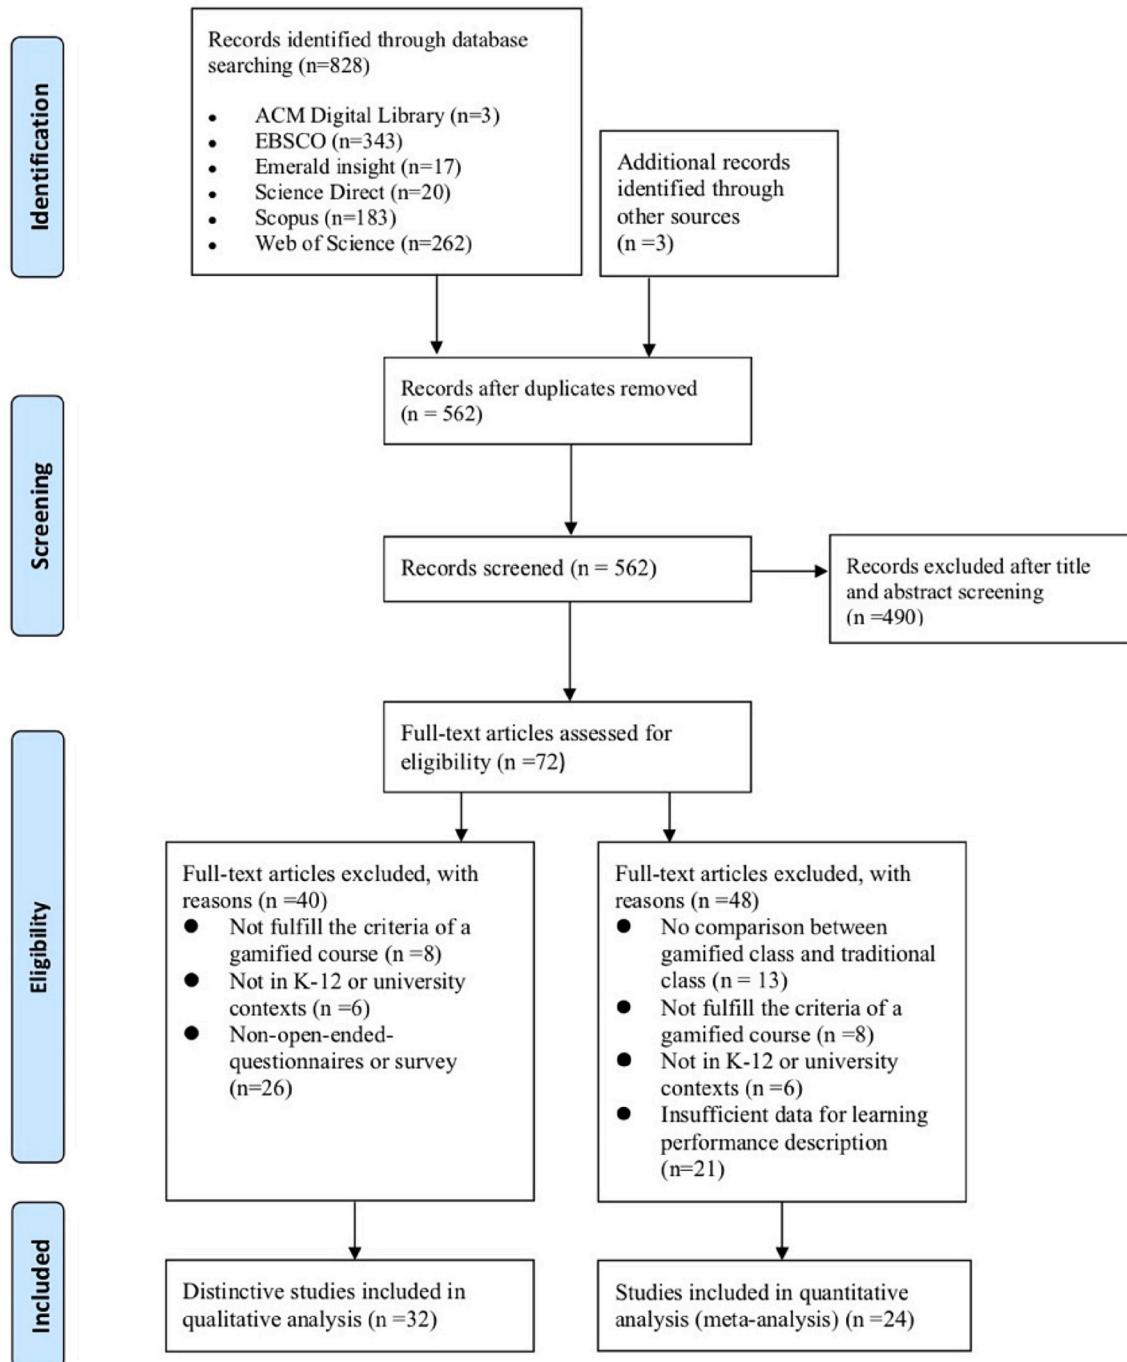 Identification
Records identified through database
searching (n=828)
• ACM Digital Library (n=3)
• EBSCO (n=343)
• Emerald insight (n=17)
• Science Direct (n=20)
• Scopus (n=183)
• Web of Science (n=262)
Additional records
identified through
other sources
(n =3)
Screening
Records after duplicates removed
(n = 562)
Records screened (n = 562)
Records excluded after title
and abstract screening
(n =490)
Eligibility
Full-text articles assessed for
eligibility (n =72)
Full-text articles excluded, with
reasons (n =40)
● Not fulfill the criteria of a
gamified course (n =8)
● Not in K-12 or university
contexts (n =6)
● Non-open-ended-
questionnaires or survey
(n=26)
Full-text articles excluded, with
reasons (n =48)
● No comparison between
gamified class and traditional
class (n = 13)
● Not fulfill the criteria of a
gamified course (n =8)
● Not in K-12 or university
contexts (n =6)
● Insufficient data for learning
performance description
(n=21)
Included
Distinctive studies included in
qualitative analysis (n =32)
Studies included in quantitative
analysis (meta-analysis) (n =24)